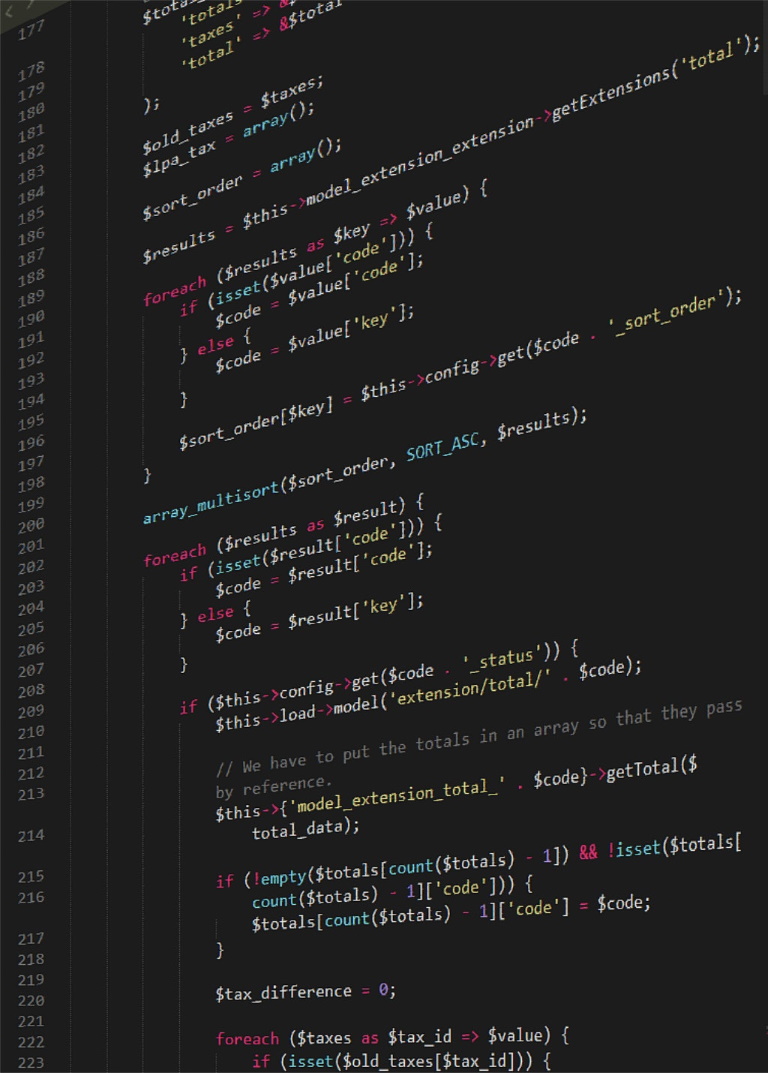 177
178
179
180
181
182
183
184
185
186
187
188
189
190
191
192
193
194
195
196
197
198
199
200
201
202
203
204
205
206
207
208
209
210
211
212
213
214
215
216
217
218
219
220
221
222
223
'totals
'taxes' => &
'total' => &$total
);
$old_taxes = $taxes;
$lpa_tax = array();
$sort_order = array();
$results = $this->model_extension_extension->getExtensions('total');
foreach ($results as $key => $value) {
if (isset($value['code'])) {
$code = $value['code'];
} else {
$code = $value['key'];
}
$sort_order[$key] = $this->config->get($code . '_sort_order');
}
array_multisort($sort_order, SORT_ASC, $results);
foreach ($results as $result) {
if (isset($result['code'])) {
$code = $result['code'];
} else {
$code = $result['key'];
}
if ($this->config->get($code . '_status')) {
$this->load->model('extension/total/' . $code);
// We have to put the totals in an array so that they pass
by reference.
$this->{'model_extension_total_' . $code}->getTotal($
total_data);
if (!empty($totals[count($totals) - 1]) && !isset($totals[
count($totals) - 1]['code'])) {
$totals[count($totals) - 1]['code'] = $code;
}
$tax_difference = 0;
foreach ($taxes as $tax_id => $value) {
if (isset($old_taxes[$tax_id])) {